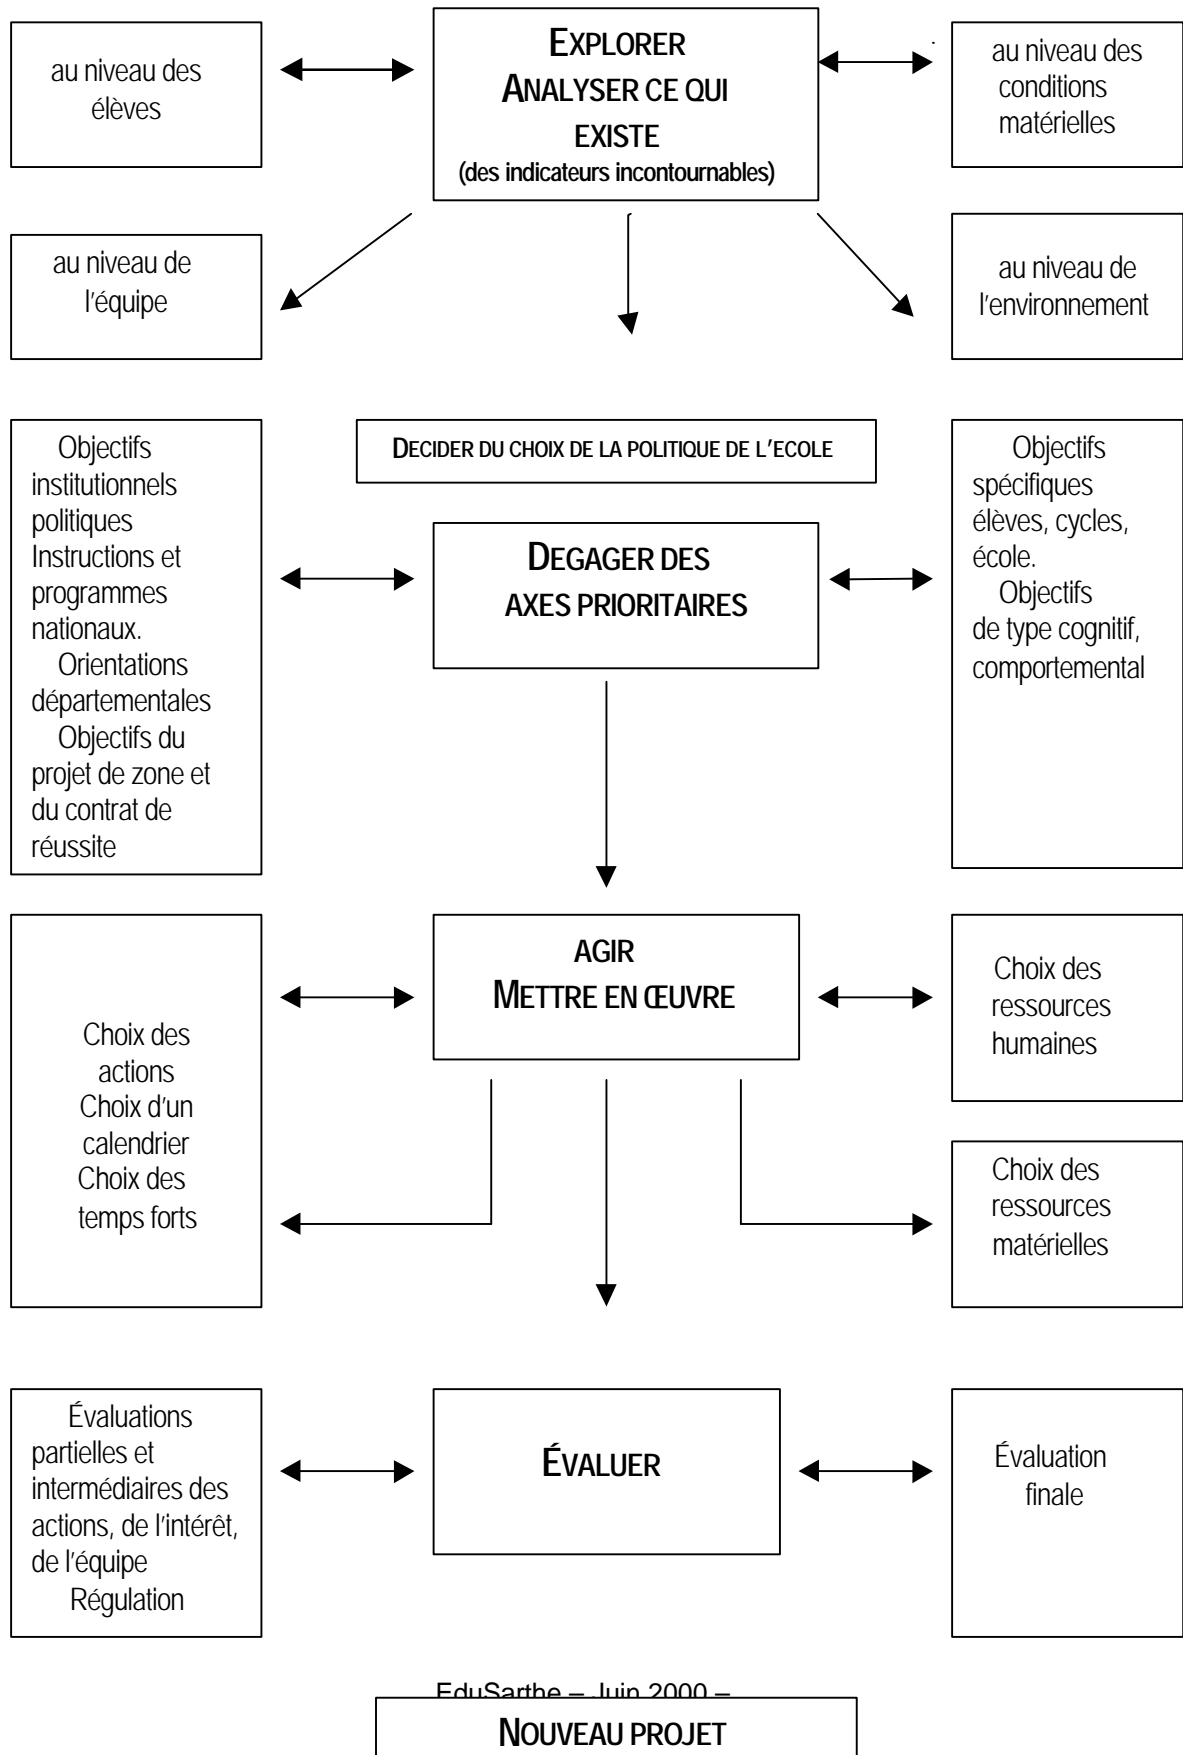 au niveau des
élèves
EXPLORER
ANALYSER CE QUI
EXISTE
(des indicateurs incontournables)
au niveau des
conditions
matérielles
au niveau de
l'équipe
au niveau de
l'environnement
Objectifs
institutionnels
politiques
Instructions et
programmes
nationaux.
Orientations
départementales
Objectifs du
projet de zone et
du contrat de
réussite
DECIDER DU CHOIX DE LA POLITIQUE DE L'ECOLE
DEGAGER DES
AXES PRIORITAIRES
Objectifs
spécifiques
élèves, cycles,
école.
Objectifs
de type cognitif,
comportemental
Choix des
actions
Choix d'un
calendrier
Choix des
temps forts
AGIR
METTRE EN ŒUVRE
Choix des
ressources
humaines
Choix des
ressources
matérielles
Évaluations
partielles et
intermédiaires des
actions, de l'intérêt,
de l'équipe
Régulation
ÉVALUER
Évaluation
finale
EduSarthe – Juin 2000 –
NOUVEAU PROJET